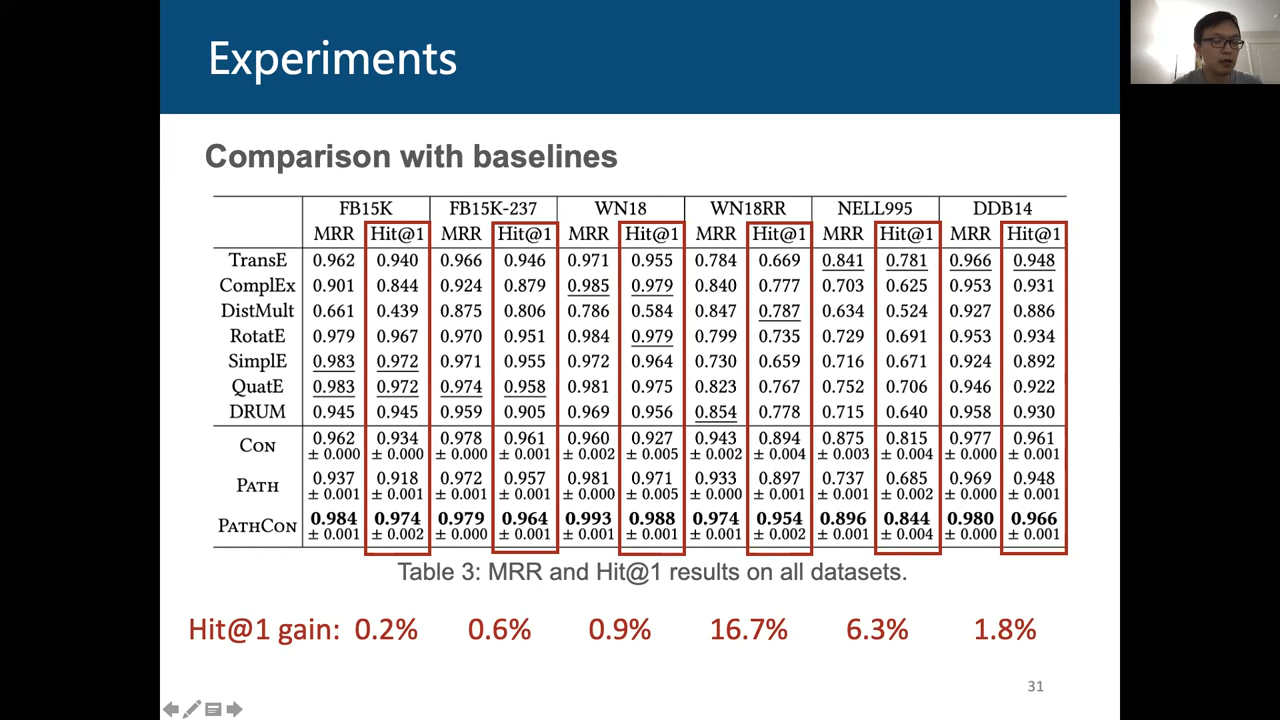 Experiments
Comparison with baselines
FB15K FB15K-237 WN18 WN18RR NELL995 DDB14
MRR Hit@1 MRR Hit@1 MRR Hit@1 MRR Hit@1 MRR Hit@1 MRR Hit@1
TransE 0.962 0.940 0.966 0.946 0.971 0.955 0.784 0.669 0.841 0.781 0.966 0.948
ComplEx 0.901 0.844 0.924 0.879 0.985 0.979 0.840 0.777 0.703 0.625 0.953 0.931
DistMult 0.661 0.439 0.875 0.806 0.786 0.584 0.847 0.787 0.634 0.524 0.927 0.886
RotatE 0.979 0.967 0.970 0.951 0.984 0.979 0.799 0.735 0.729 0.691 0.953 0.934
SimplE 0.983 0.972 0.971 0.955 0.972 0.964 0.730 0.659 0.716 0.671 0.924 0.892
QuatE 0.983 0.972 0.974 0.958 0.981 0.975 0.823 0.767 0.752 0.706 0.946 0.922
DRUM 0.945 0.945 0.959 0.905 0.969 0.956 0.854 0.778 0.715 0.640 0.958 0.930
Con 0.962 0.934 0.978 0.961 0.960 0.927 0.943 0.894 0.875 0.815 0.977 0.961
± 0.000 ± 0.000 ± 0.000 ± 0.001 ± 0.002 ± 0.005 ± 0.002 ± 0.004 ± 0.003 ± 0.004 ± 0.000 ± 0.001
Path 0.937 0.918 0.972 0.957 0.981 0.971 0.933 0.897 0.737 0.685 0.969 0.948
± 0.001 ± 0.001 ± 0.001 ± 0.001 ± 0.000 ± 0.005 ± 0.000 ± 0.001 ± 0.001 ± 0.002 ± 0.000 ± 0.001
PathCon 0.984 0.974 0.979 0.964 0.993 0.988 0.974 0.954 0.896 0.844 0.980 0.966
± 0.001 ± 0.002 ± 0.000 ± 0.001 ± 0.001 ± 0.001 ± 0.001 ± 0.002 ± 0.001 ± 0.004 ± 0.000 ± 0.001
Table 3: MRR and Hit@1 results on all datasets.
Hit@1 gain: 0.2% 0.6% 0.9% 16.7% 6.3% 1.8%
31